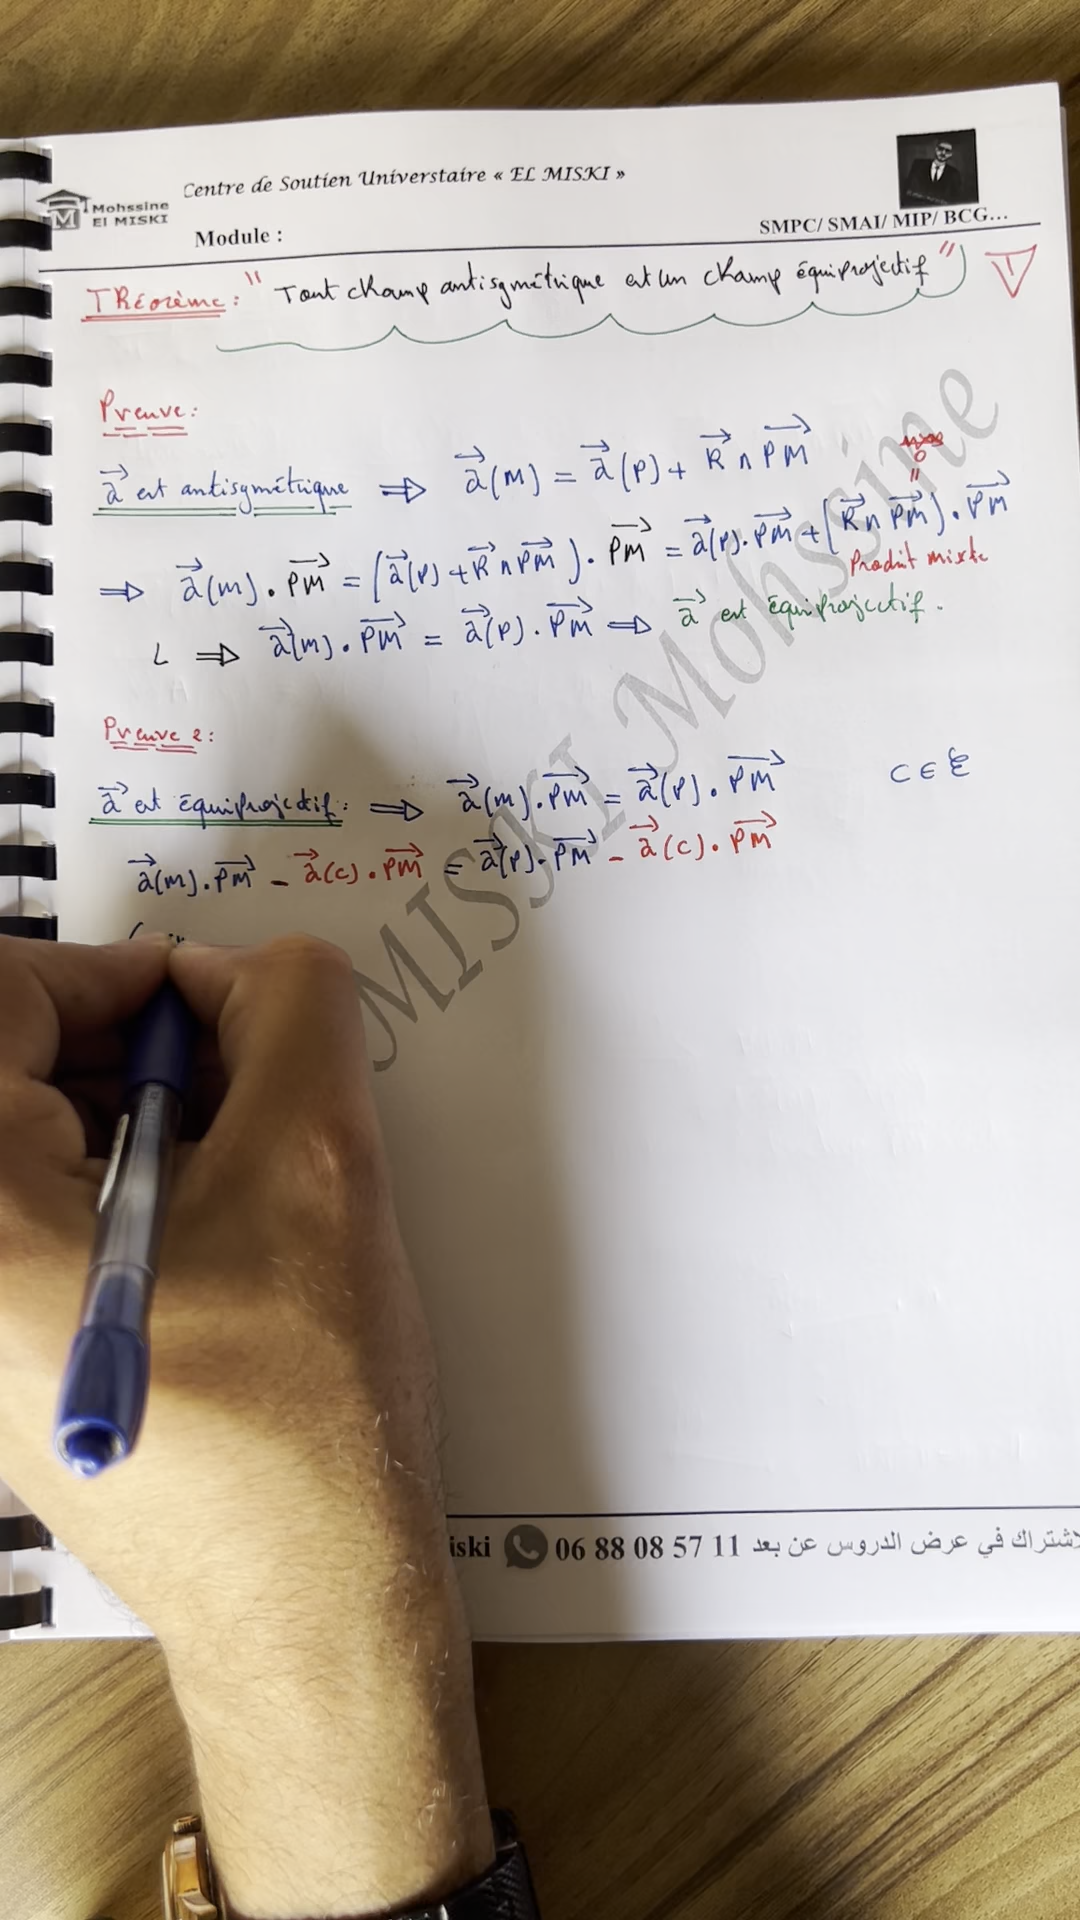 Centre de Soutien Universtaire « EL MISKI »
Mohssine
El MISKI
Module :
SMPC/ SMAI/ MIP/ BCG…
Théorème : " Tout champ antisymétrique est un champ équiprojectif "
Preuve :
a⃗ est antisymétrique ⇒ a⃗(M) = a⃗(P) + R⃗ ∧ PM⃗
0
=
⇒ a⃗(M) . PM⃗ = (a⃗(P) + R⃗ ∧ PM⃗) . PM⃗ = a⃗(P) . PM⃗ + (R⃗ ∧ PM⃗) . PM⃗
Produit mixte
⇒ a⃗(M) . PM⃗ = a⃗(P) . PM⃗ ⇒ a⃗ est équiprojectif .
Preuve 2 :
a⃗ est équiprojectif : ⇒ a⃗(M) . PM⃗ = a⃗(P) . PM⃗ C ∈ Ɛ
a⃗(M) . PM⃗ - a⃗(C) . PM⃗ = a⃗(P) . PM⃗ - a⃗(C) . PM⃗
MISKI Mohssine
iski 06 88 08 57 11 لاشتراك في عرض الدروس عن بعد